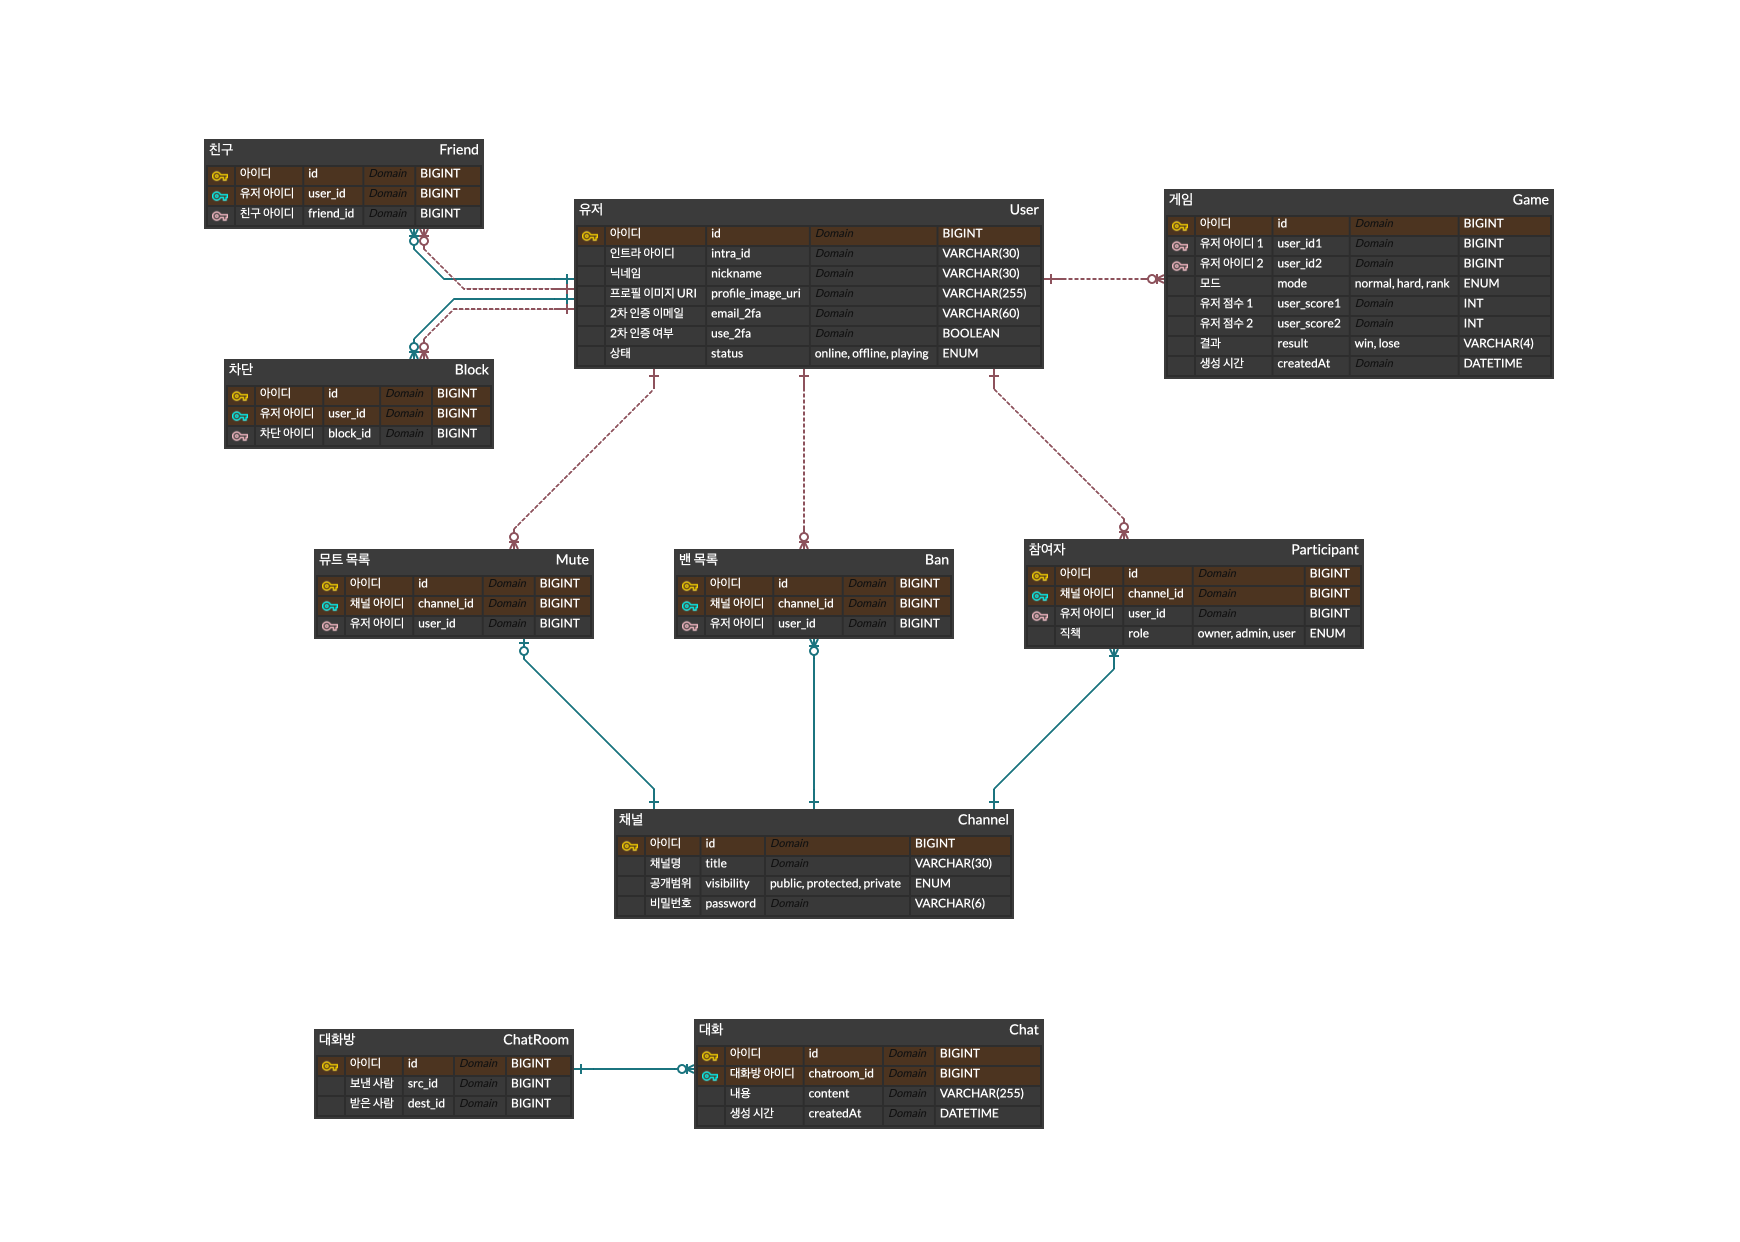 친구 Friend
아이디 id Domain BIGINT
유저 아이디 user_id Domain BIGINT
친구 아이디 friend_id Domain BIGINT
유저 User
아이디 id Domain BIGINT
인트라 아이디 intra_id Domain VARCHAR(30)
닉네임 nickname Domain VARCHAR(30)
프로필 이미지 URI profile_image_uri Domain VARCHAR(255)
2차 인증 이메일 email_2fa Domain VARCHAR(60)
2차 인증 여부 use_2fa Domain BOOLEAN
상태 status online, offline, playing ENUM
게임 Game
아이디 id Domain BIGINT
유저 아이디 1 user_id1 Domain BIGINT
유저 아이디 2 user_id2 Domain BIGINT
모드 mode normal, hard, rank ENUM
유저 점수 1 user_score1 Domain INT
유저 점수 2 user_score2 Domain INT
결과 result win, lose VARCHAR(4)
생성 시간 createdAt Domain DATETIME
차단 Block
아이디 id Domain BIGINT
유저 아이디 user_id Domain BIGINT
차단 아이디 block_id Domain BIGINT
뮤트 목록 Mute
아이디 id Domain BIGINT
채널 아이디 channel_id Domain BIGINT
유저 아이디 user_id Domain BIGINT
밴 목록 Ban
아이디 id Domain BIGINT
채널 아이디 channel_id Domain BIGINT
유저 아이디 user_id Domain BIGINT
참여자 Participant
아이디 id Domain BIGINT
채널 아이디 channel_id Domain BIGINT
유저 아이디 user_id Domain BIGINT
직책 role owner, admin, user ENUM
채널 Channel
아이디 id Domain BIGINT
채널명 title Domain VARCHAR(30)
공개범위 visibility public, protected, private ENUM
비밀번호 password Domain VARCHAR(6)
대화방 ChatRoom
아이디 id Domain BIGINT
보낸 사람 src_id Domain BIGINT
받은 사람 dest_id Domain BIGINT
대화 Chat
아이디 id Domain BIGINT
대화방 아이디 chatroom_id Domain BIGINT
내용 content Domain VARCHAR(255)
생성 시간 createdAt Domain DATETIME